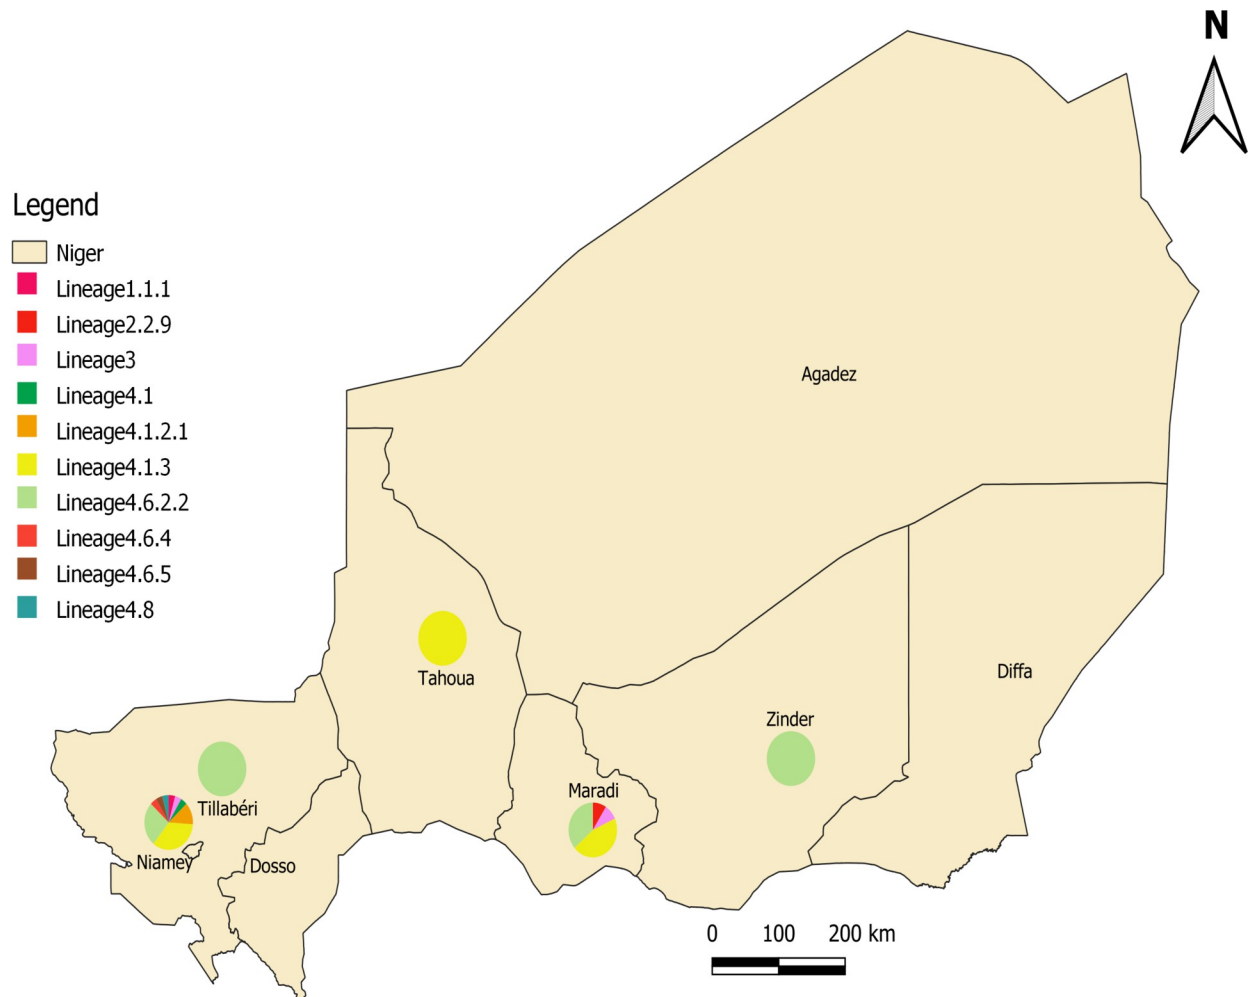 N
Legend
Niger
Lineage1.1.1
Lineage2.2.9
Lineage3
Lineage4.1
Lineage4.1.2.1
Lineage4.1.3
Lineage4.6.2.2
Lineage4.6.4
Lineage4.6.5
Lineage4.8
Agadez
Tahoua
Diffa
Zinder
Maradi
Tillabéri
Niamey
Dosso
0 100 200 km